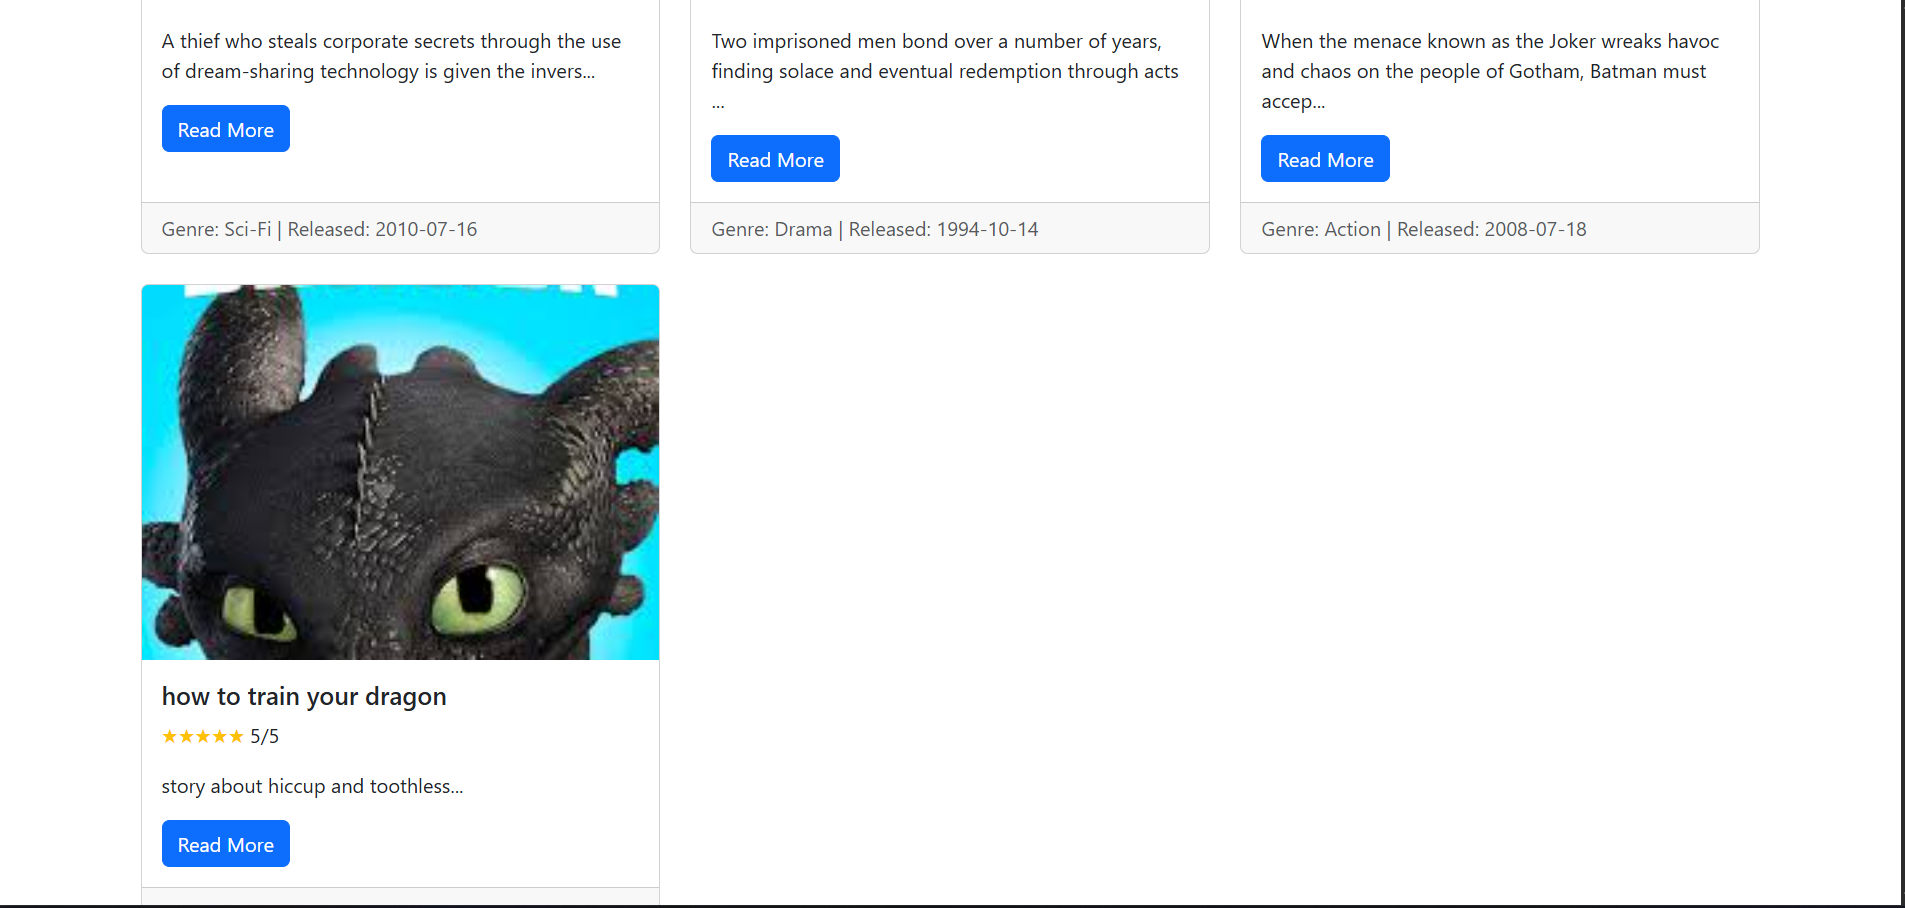 A thief who steals corporate secrets through the use
of dream-sharing technology is given the invers...
Read More
Genre: Sci-Fi | Released: 2010-07-16
Two imprisoned men bond over a number of years,
finding solace and eventual redemption through acts
...
Read More
Genre: Drama | Released: 1994-10-14
When the menace known as the Joker wreaks havoc
and chaos on the people of Gotham, Batman must
accep...
Read More
Genre: Action | Released: 2008-07-18
how to train your dragon
★★★★★ 5/5
story about hiccup and toothless...
Read More